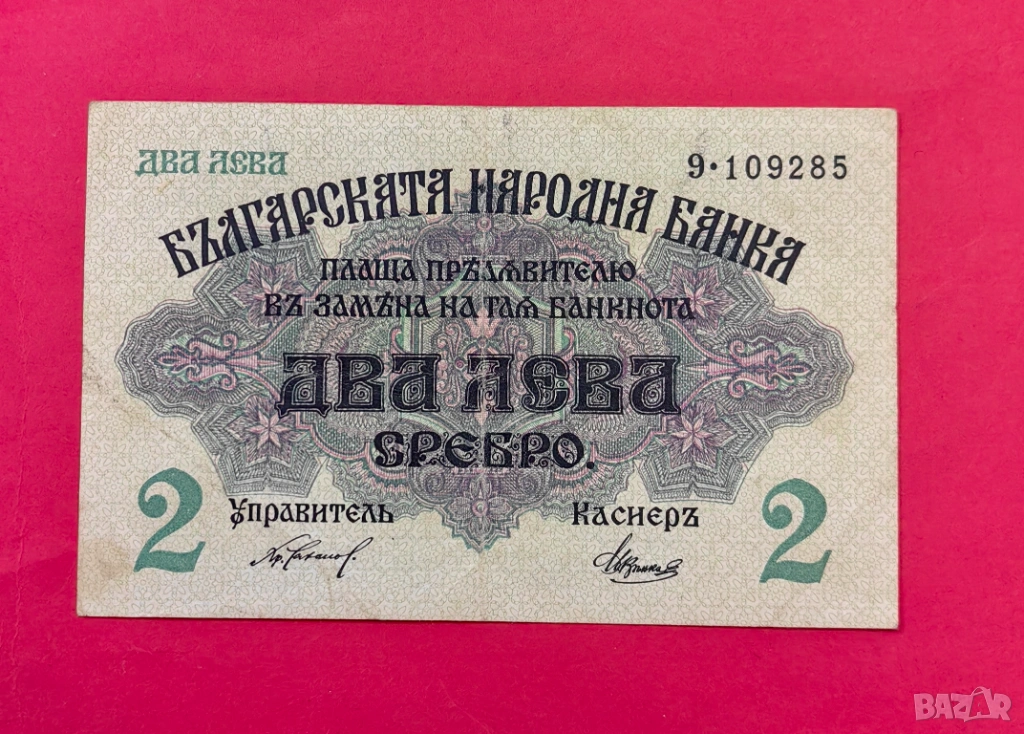 ДВА ЛЕВА
9·109285
БЪЛГАРСКАТА НАРОДНА БАНКА
ПЛАЩА ПРѢДЯВИТЕЛЮ
ВЪ ЗАМѢНА НА ТАЯ БАНКНОТА
ДВА ЛЕВА
СРЕБРО.
2
2
Управитель
Касиеръ
BAZAR